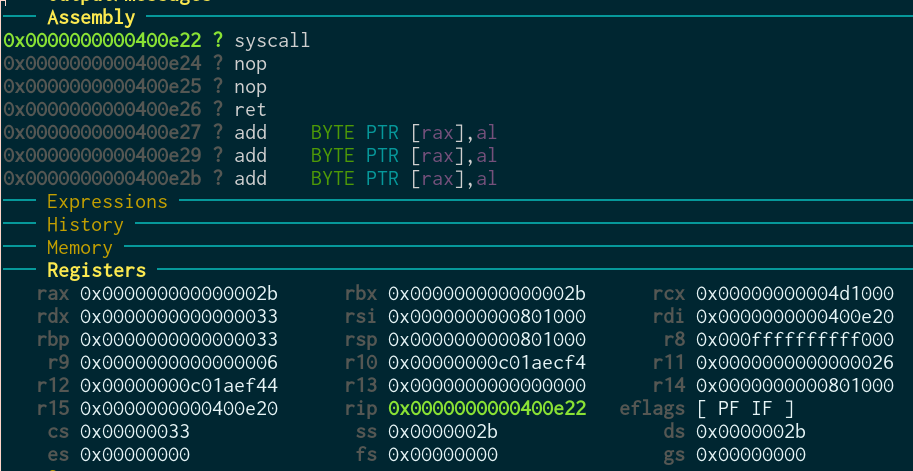 Output/messages
Assembly
0x0000000000400e22 ? syscall
0x0000000000400e24 ? nop
0x0000000000400e25 ? nop
0x0000000000400e26 ? ret
0x0000000000400e27 ? add    BYTE PTR [rax],al
0x0000000000400e29 ? add    BYTE PTR [rax],al
0x0000000000400e2b ? add    BYTE PTR [rax],al
Expressions
History
Memory
Registers
rax 0x000000000000002b rbx 0x000000000000002b rcx 0x00000000004d1000
rdx 0x0000000000000033 rsi 0x0000000000801000 rdi 0x0000000000400e20
rbp 0x0000000000000033 rsp 0x0000000000801000 r8 0x000ffffffffff000
r9 0x0000000000000006 r10 0x00000000c01aecf4 r11 0x0000000000000026
r12 0x00000000c01aef44 r13 0x0000000000000000 r14 0x0000000000801000
r15 0x0000000000400e20 rip 0x0000000000400e22 eflags [ PF IF ]
cs 0x00000033 ss 0x0000002b ds 0x0000002b
es 0x00000000 fs 0x00000000 gs 0x00000000